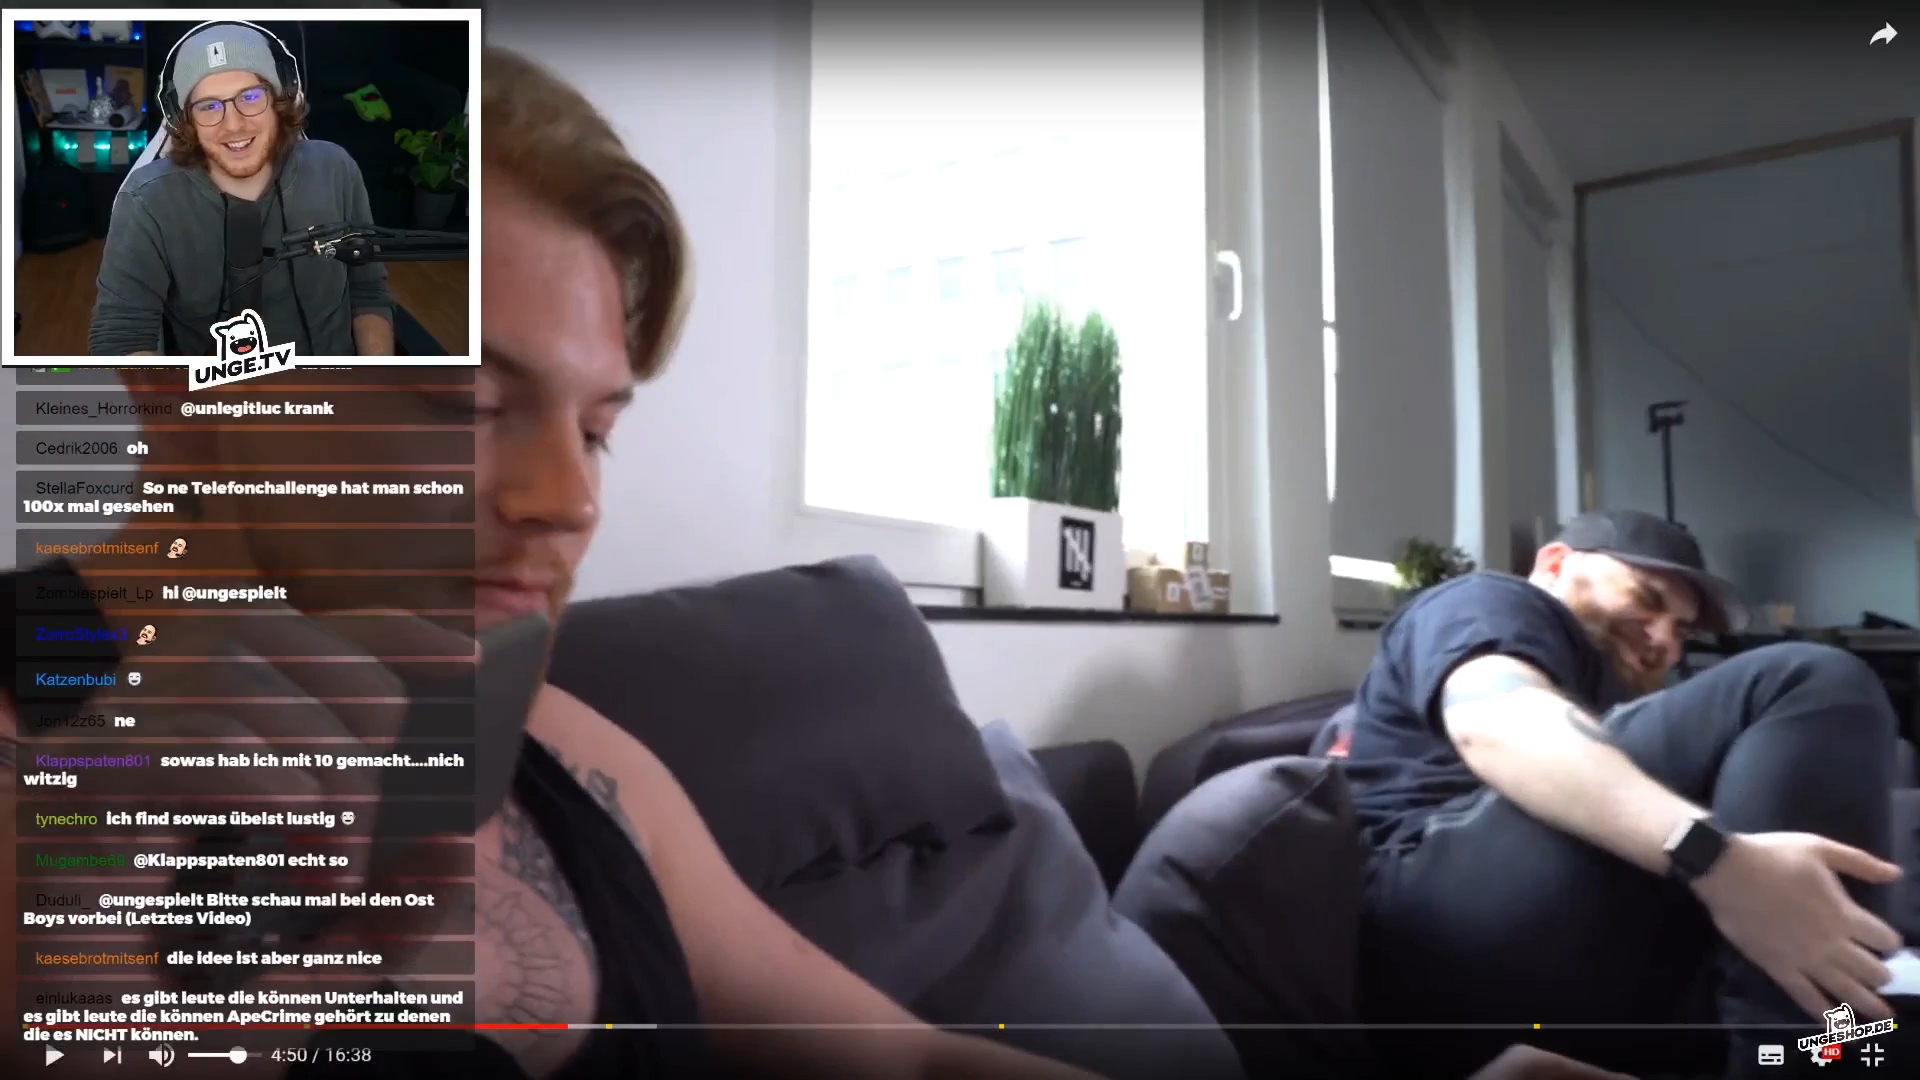 UNGE.TV
Kleines_Horrorkind @unlegitluc krank
Cedrik2006 oh
StellaFoxcurd So ne Telefonchallenge hat man schon
100x mal gesehen
kaesebrotmitsenf
Zombiespielt_Lp hi @ungespielt
ZorroStylex3
Katzenbubi
Jon12z65 ne
Klappspaten801 sowas hab ich mit 10 gemacht....nich
witzig
tynechro ich find sowas übelst lustig
Mugambe69 @Klappspaten801 echt so
Duduli_ @ungespielt Bitte schau mal bei den Ost
Boys vorbei (Letztes Video)
kaesebrotmitsenf die idee ist aber ganz nice
einlukaaas es gibt leute die können Unterhalten und
es gibt leute die können ApeCrime gehört zu denen
die es NICHT können.
4:50 / 16:38
UNGESHOP.DE
HD